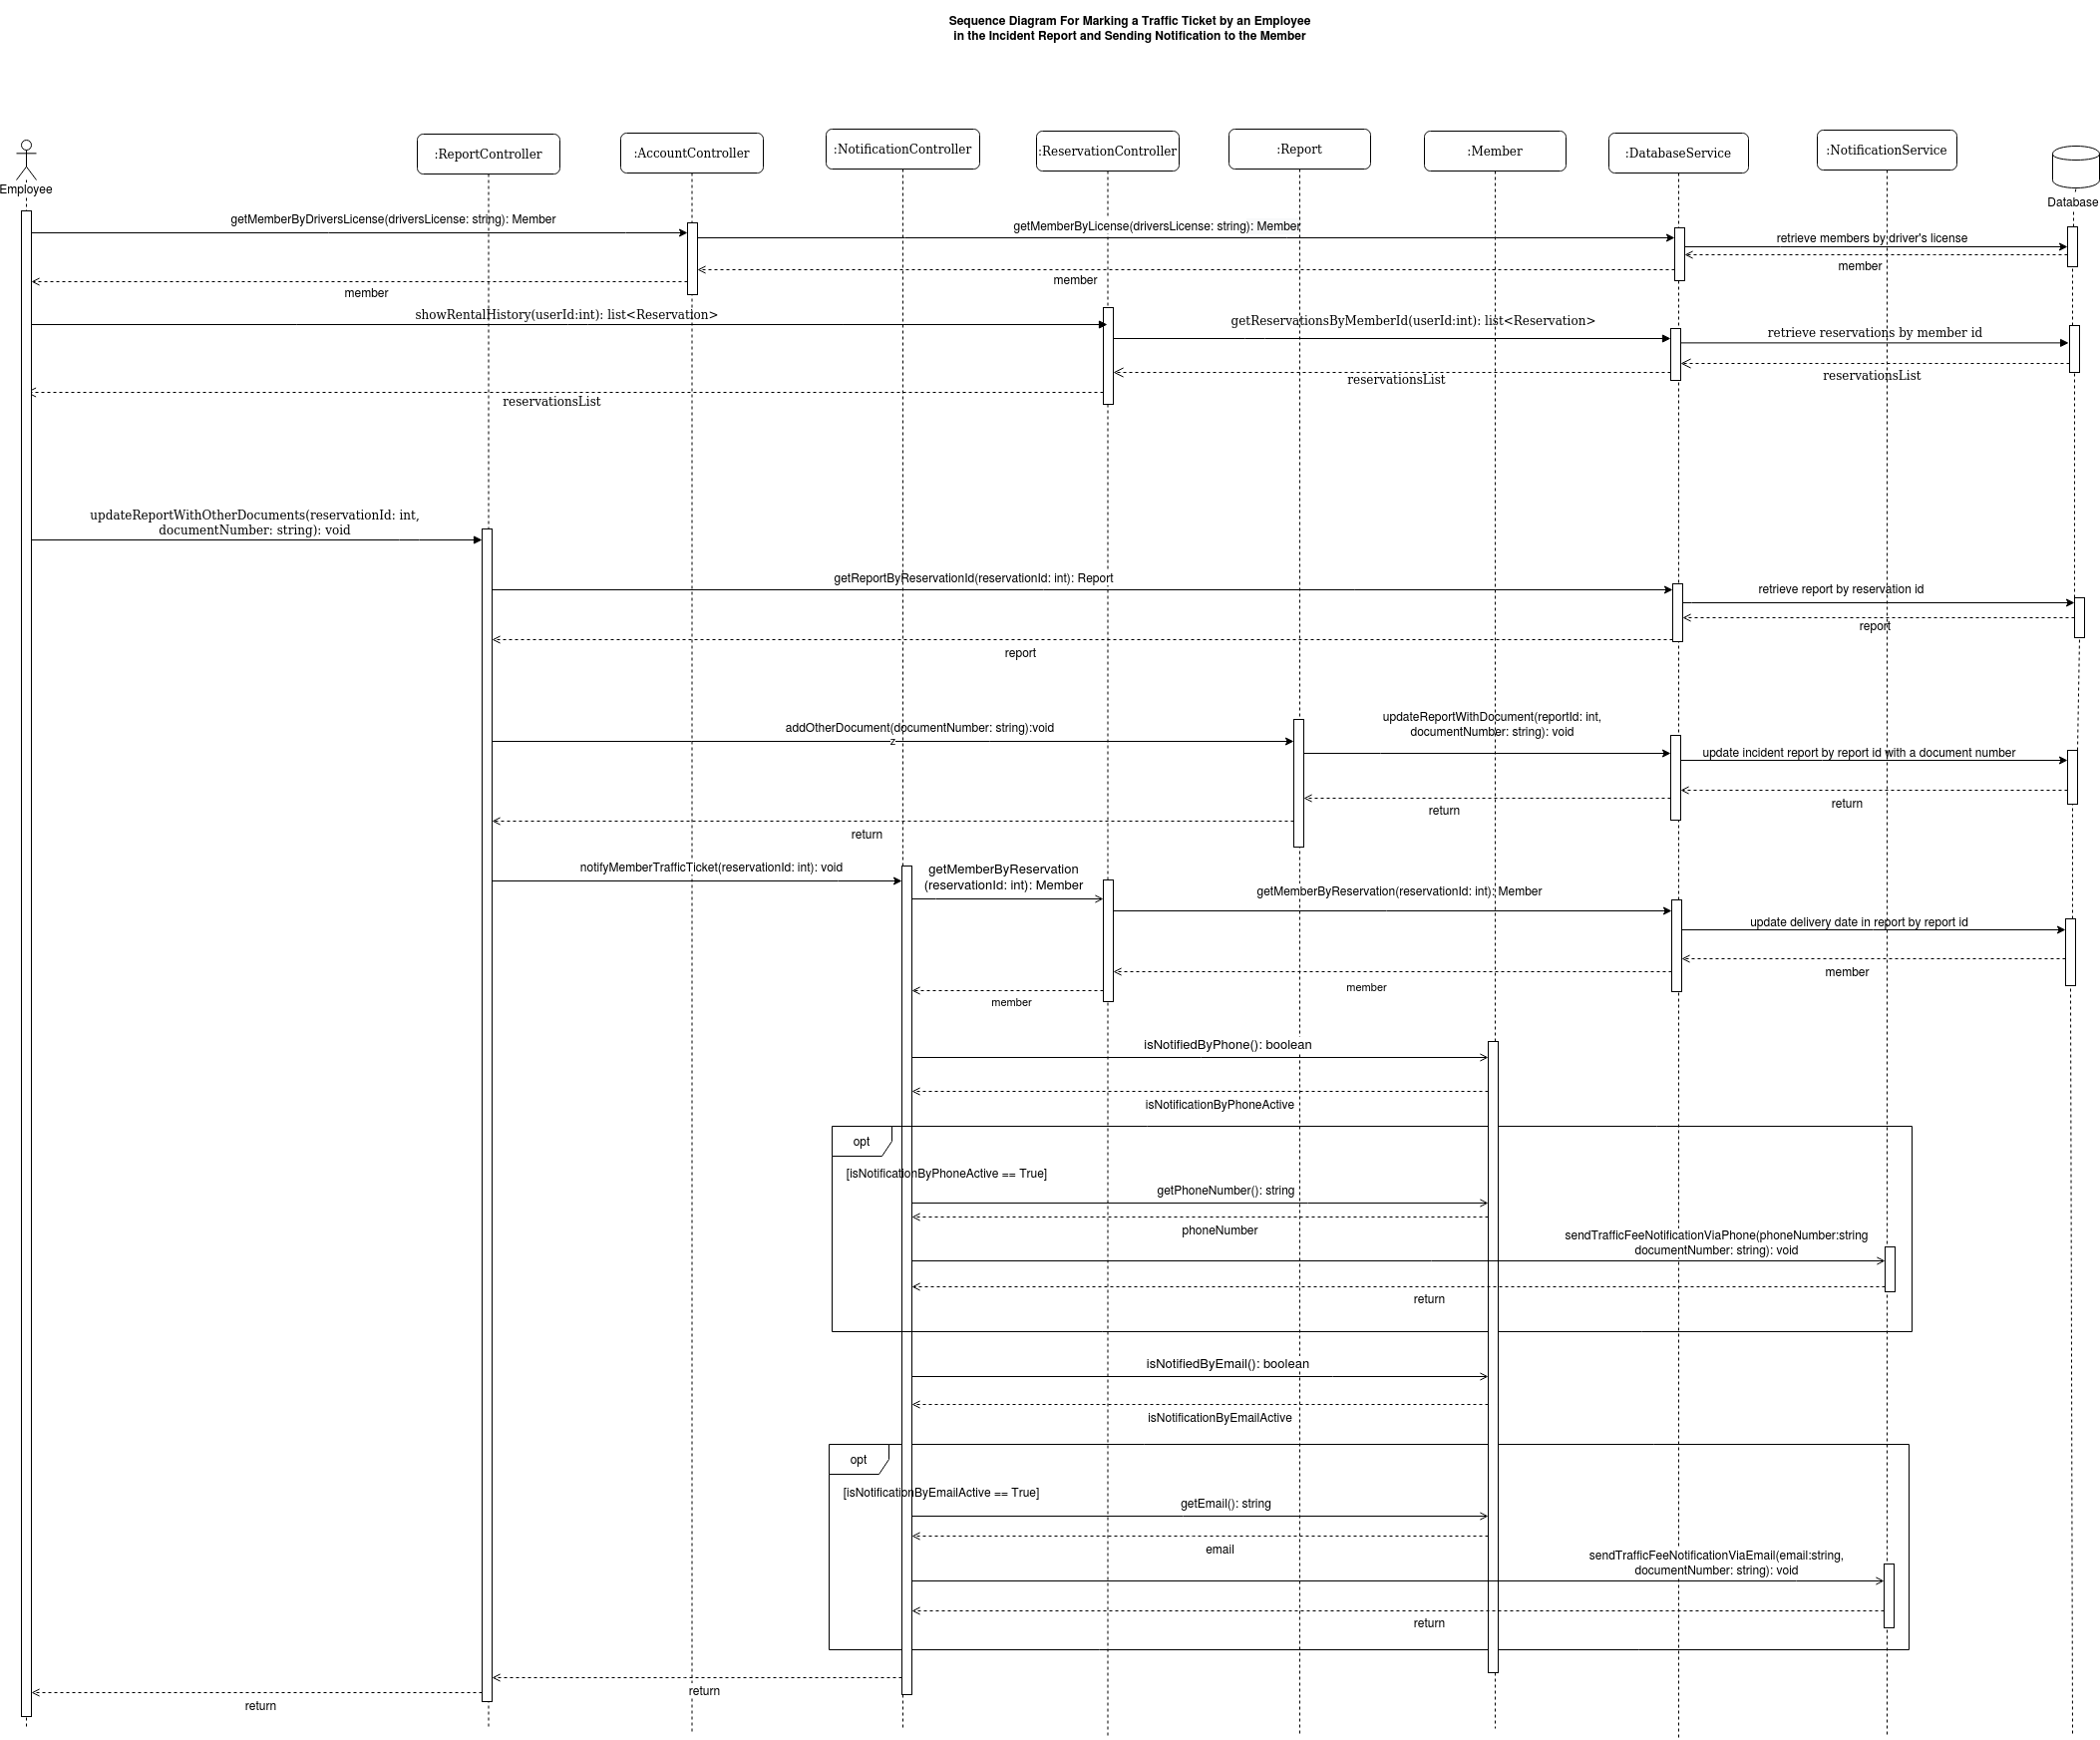 Sequence Diagram For Marking a Traffic Ticket by an Employee
in the Incident Report and Sending Notification to the Member
Employee
:ReportController
:AccountController
:NotificationController
:ReservationController
:Report
:Member
:DatabaseService
:NotificationService
Database
getMemberByDriversLicense(driversLicense: string): Member
getMemberByLicense(driversLicense: string): Member
retrieve members by driver's license
member
member
member
showRentalHistory(userId:int): list<Reservation>
getReservationsByMemberId(userId:int): list<Reservation>
retrieve reservations by member id
reservationsList
reservationsList
reservationsList
updateReportWithOtherDocuments(reservationId: int,
documentNumber: string): void
getReportByReservationId(reservationId: int): Report
retrieve report by reservation id
report
report
addOtherDocument(documentNumber: string):void
z
updateReportWithDocument(reportId: int,
documentNumber: string): void
update incident report by report id with a document number
return
return
return
notifyMemberTrafficTicket(reservationId: int): void
getMemberByReservation
(reservationId: int): Member
getMemberByReservation(reservationId: int): Member
update delivery date in report by report id
member
member
member
isNotifiedByPhone(): boolean
isNotificationByPhoneActive
opt
[isNotificationByPhoneActive == True]
getPhoneNumber(): string
phoneNumber
sendTrafficFeeNotificationViaPhone(phoneNumber:string
documentNumber: string): void
return
isNotifiedByEmail(): boolean
isNotificationByEmailActive
opt
[isNotificationByEmailActive == True]
getEmail(): string
email
sendTrafficFeeNotificationViaEmail(email:string,
documentNumber: string): void
return
return
return